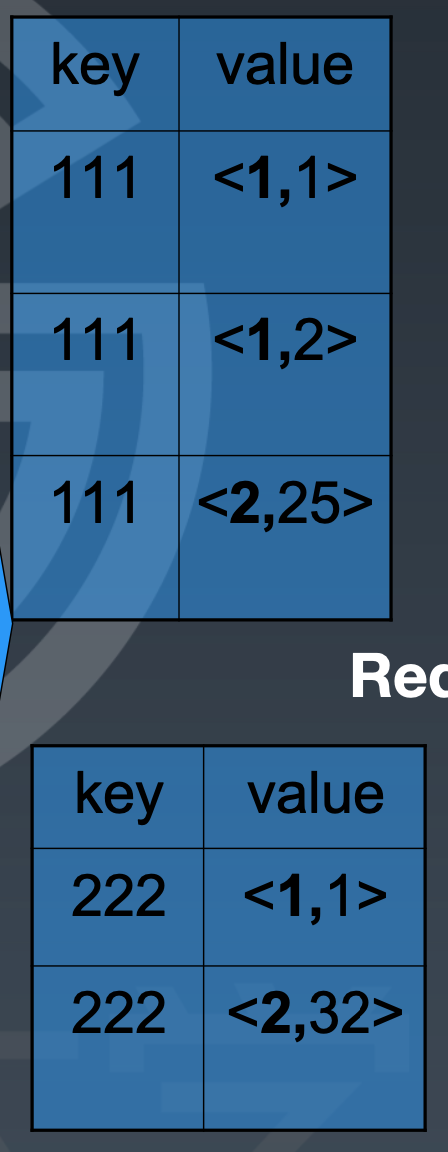 key value
111 <1,1>
111 <1,2>
111 <2,25>
key value
222 <1,1>
222 <2,32>